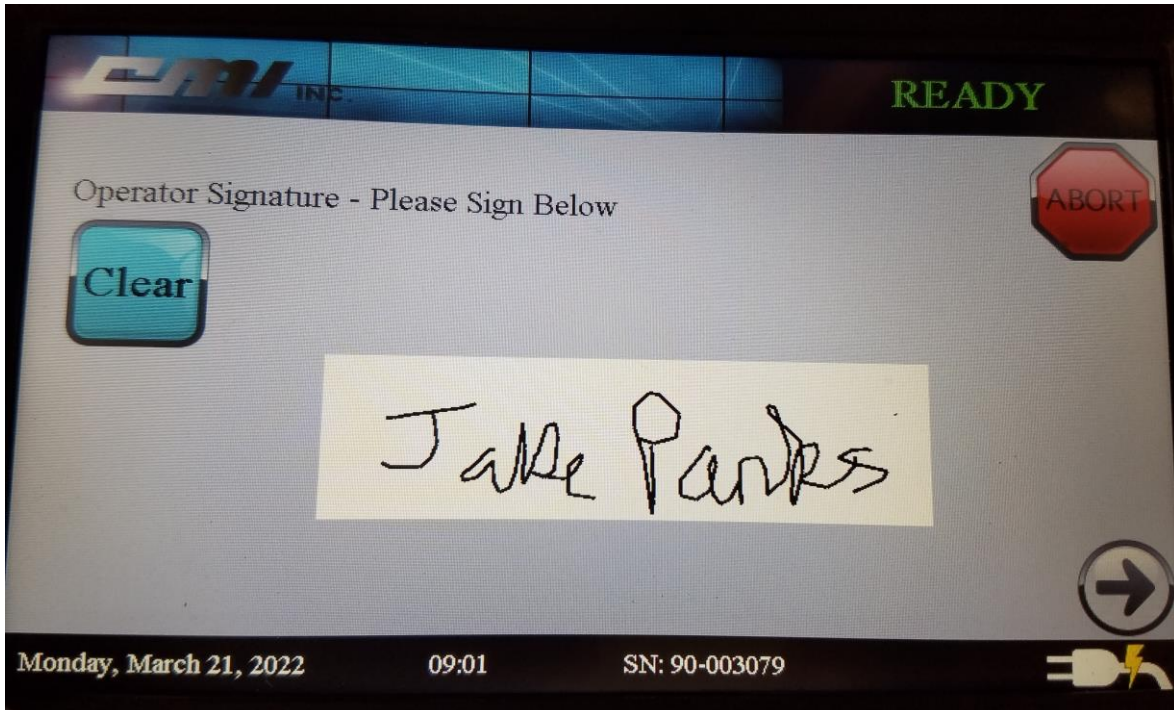 CMI INC.
READY
Operator Signature - Please Sign Below
ABORT
Clear
Jake Parks
Monday, March 21, 2022 09:01 SN: 90-003079